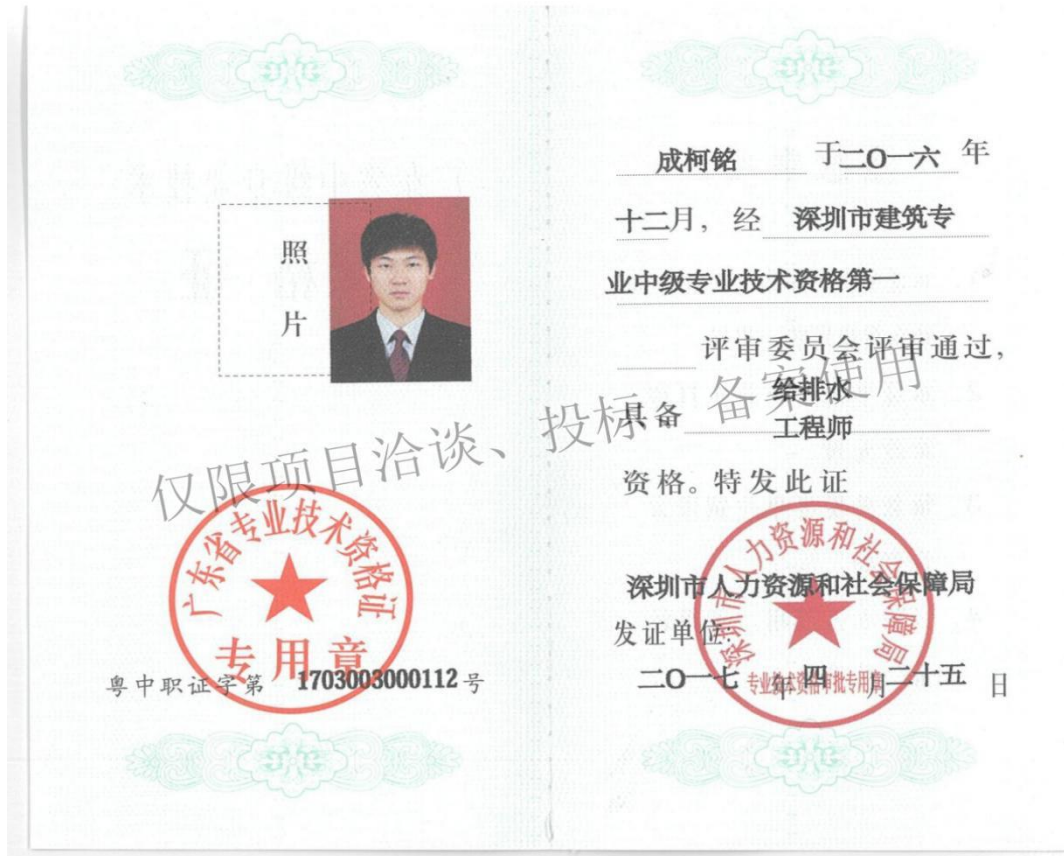 照
片
广东省专业技术资格证
专用章
粤中职证字第 1703003000112 号
成柯铭 于二O一六 年
十二月，经 深圳市建筑专
业中级专业技术资格第一
评审委员会评审通过，
给排水
具备 工程师
资格。特发此证
深圳市人力资源和社会保障局
发证单位：
深圳市人力资源和社会保障局
专业技术资格审批专用章
二O一七 年 四 月 二十五 日
仅限项目洽谈、投标、备案使用